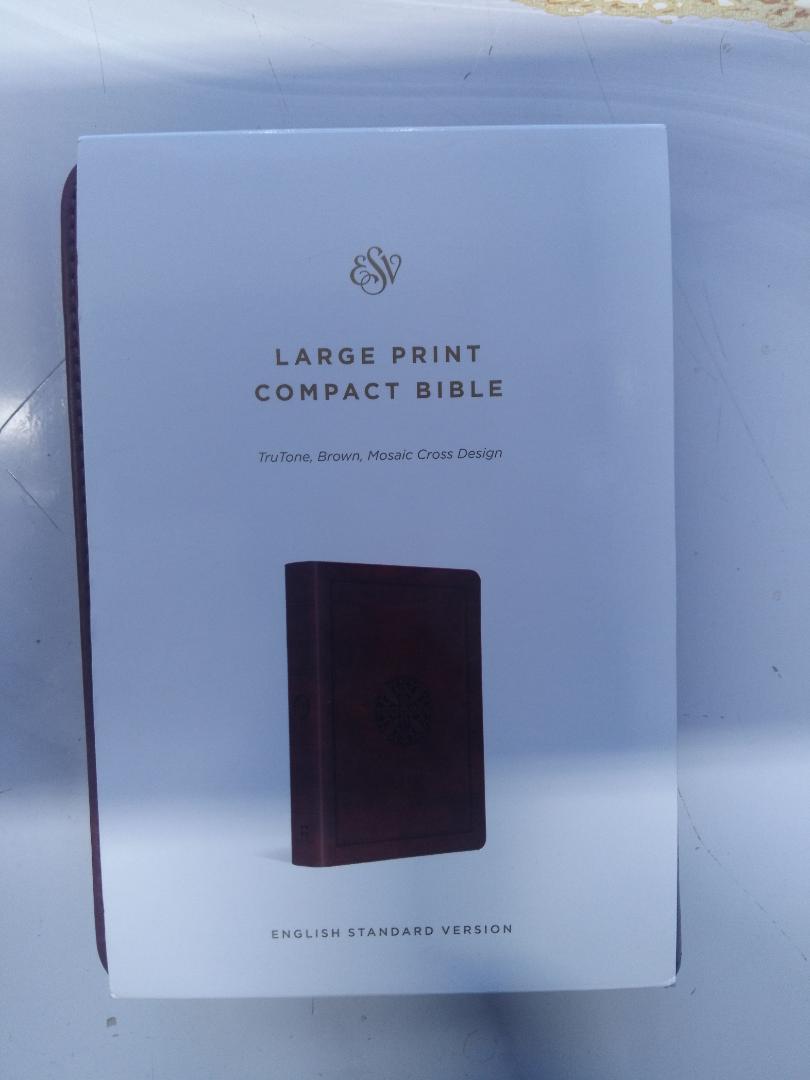 ESV
LARGE PRINT
COMPACT BIBLE
TruTone, Brown, Mosaic Cross Design
ENGLISH STANDARD VERSION